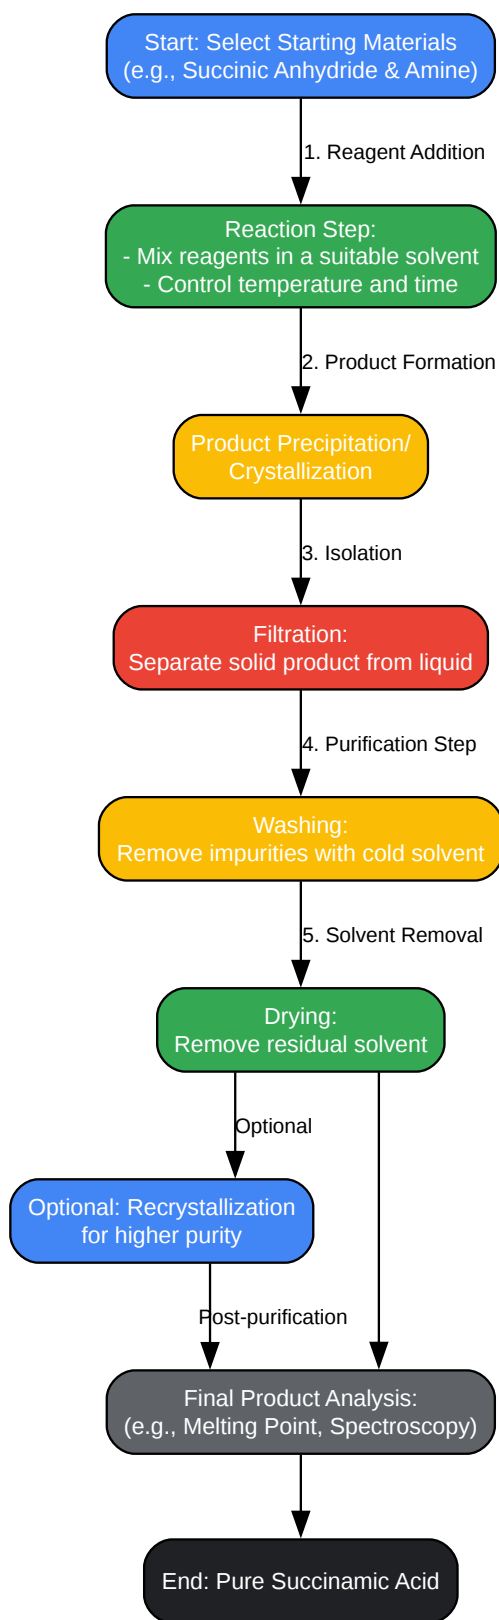 Start: Select Starting Materials
(e.g., Succinic Anhydride & Amine)
1. Reagent Addition
Reaction Step:
- Mix reagents in a suitable solvent
- Control temperature and time
2. Product Formation
Product Precipitation/
Crystallization
3. Isolation
Filtration:
Separate solid product from liquid
4. Purification Step
Washing:
Remove impurities with cold solvent
5. Solvent Removal
Drying:
Remove residual solvent
Optional
Optional: Recrystallization
for higher purity
Post-purification
Final Product Analysis:
(e.g., Melting Point, Spectroscopy)
End: Pure Succinamic Acid